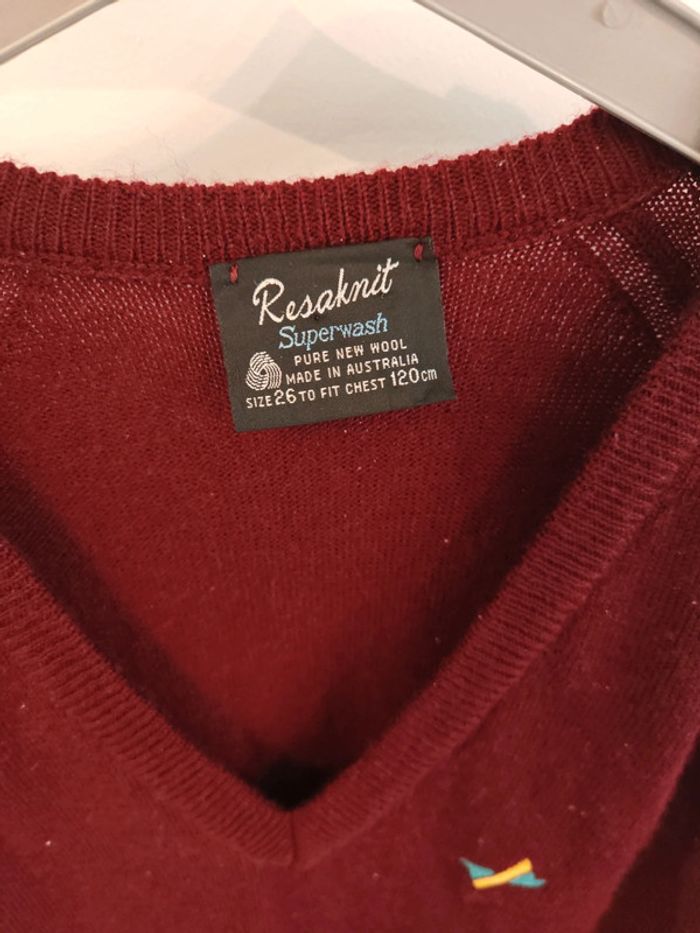 Resaknit
Superwash
PURE NEW WOOL
MADE IN AUSTRALIA
SIZE 26 TO FIT CHEST 120cm